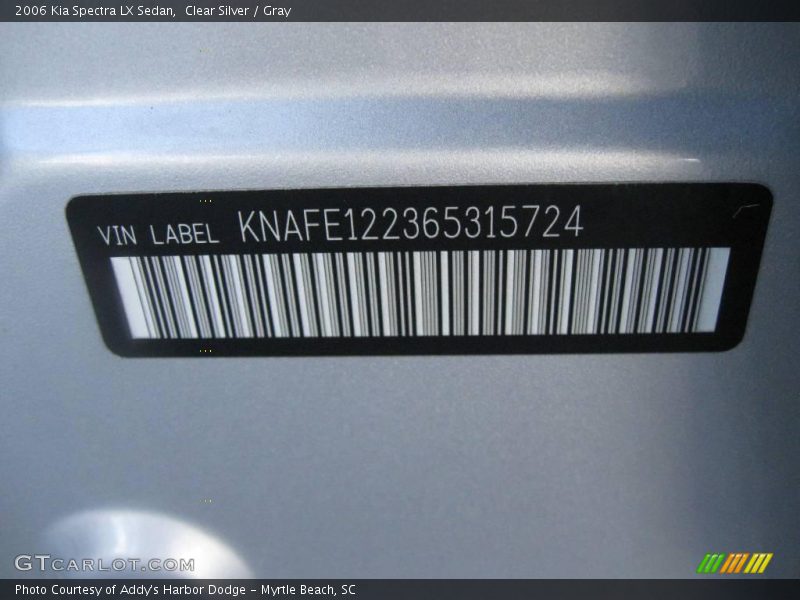 2006 Kia Spectra LX Sedan,  Clear Silver / Gray
VIN LABEL KNAFE122365315724
GTCARLOT.COM
Photo Courtesy of Addy's Harbor Dodge - Myrtle Beach, SC